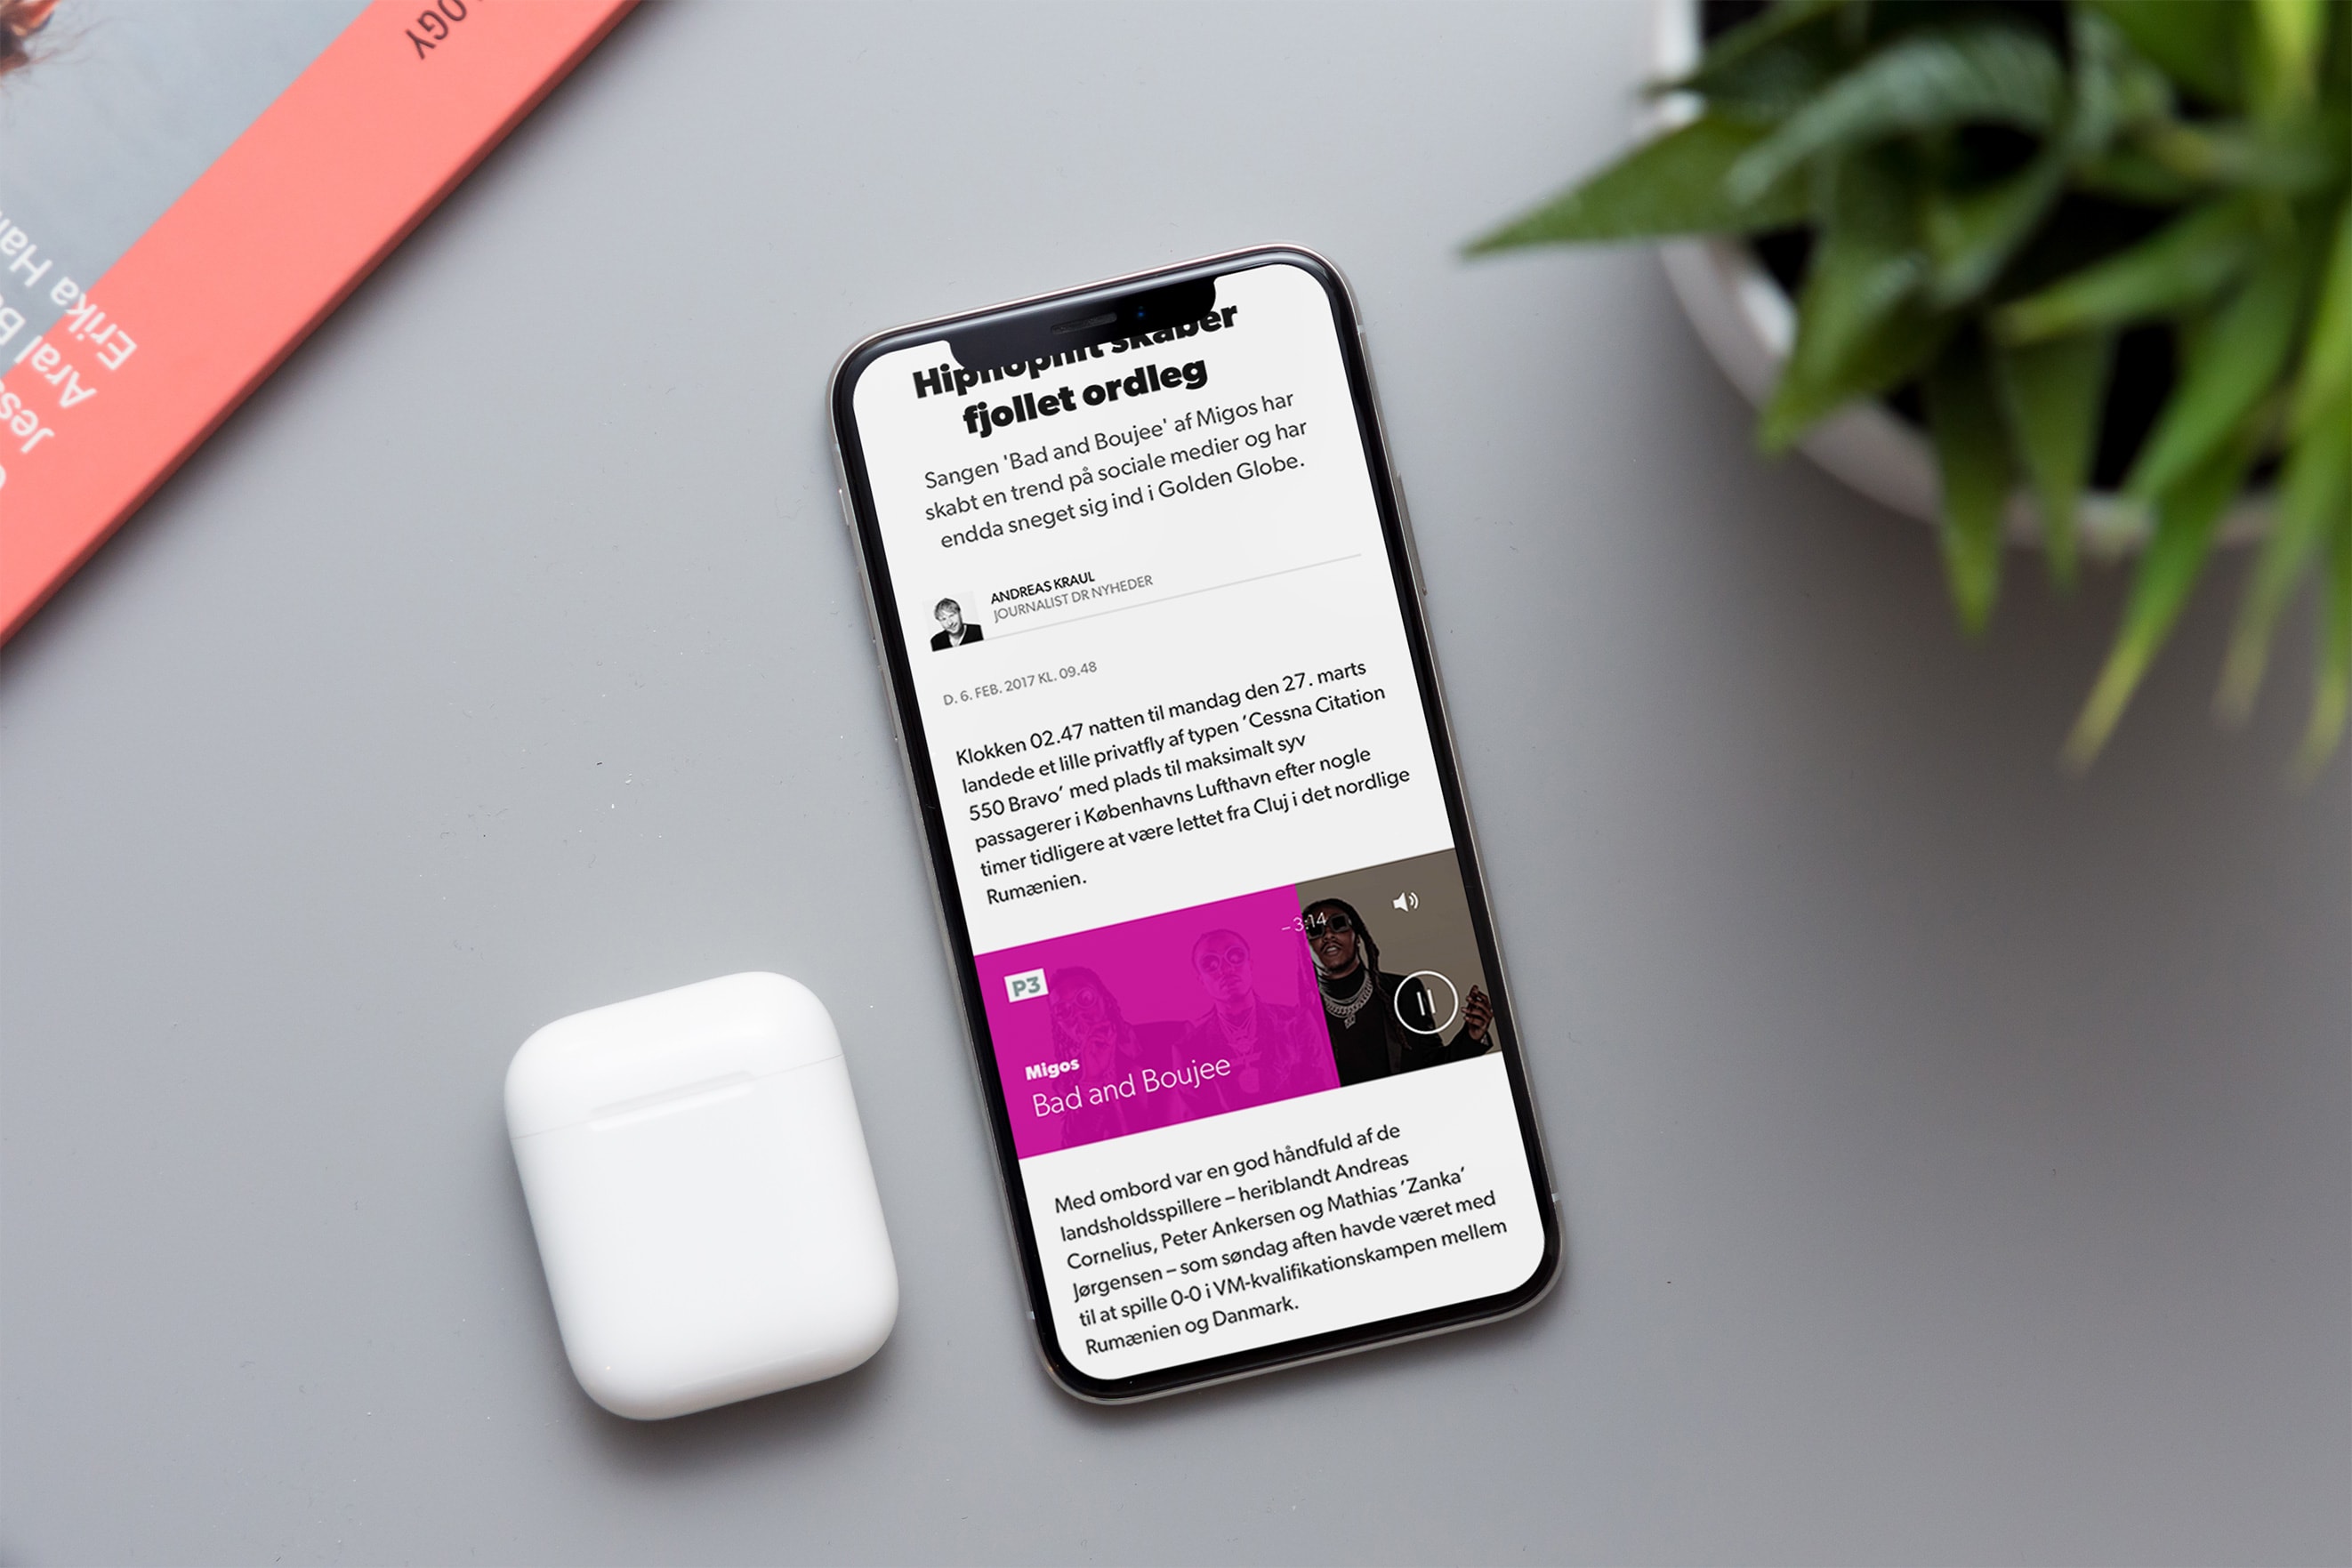 LOGY
Erika Har
Aral Ba
Jess
Hiphophit skaber
fjollet ordleg
Sangen 'Bad and Boujee' af Migos har
skabt en trend på sociale medier og har
endda sneget sig ind i Golden Globe.
ANDREAS KRAUL
JOURNALIST DR NYHEDER
D. 6. FEB. 2017 KL. 09.48
Klokken 02.47 natten til mandag den 27. marts
landede et lille privatfly af typen ’Cessna Citation
550 Bravo’ med plads til maksimalt syv
passagerer i Københavns Lufthavn efter nogle
timer tidligere at være lettet fra Cluj i det nordlige
Rumænien.
– 3:14
P3
Migos
Bad and Boujee
Med ombord var en god håndfuld af de
landsholdsspillere – heriblandt Andreas
Cornelius, Peter Ankersen og Mathias ’Zanka’
Jørgensen – som søndag aften havde været med
til at spille 0-0 i VM-kvalifikationskampen mellem
Rumænien og Danmark.